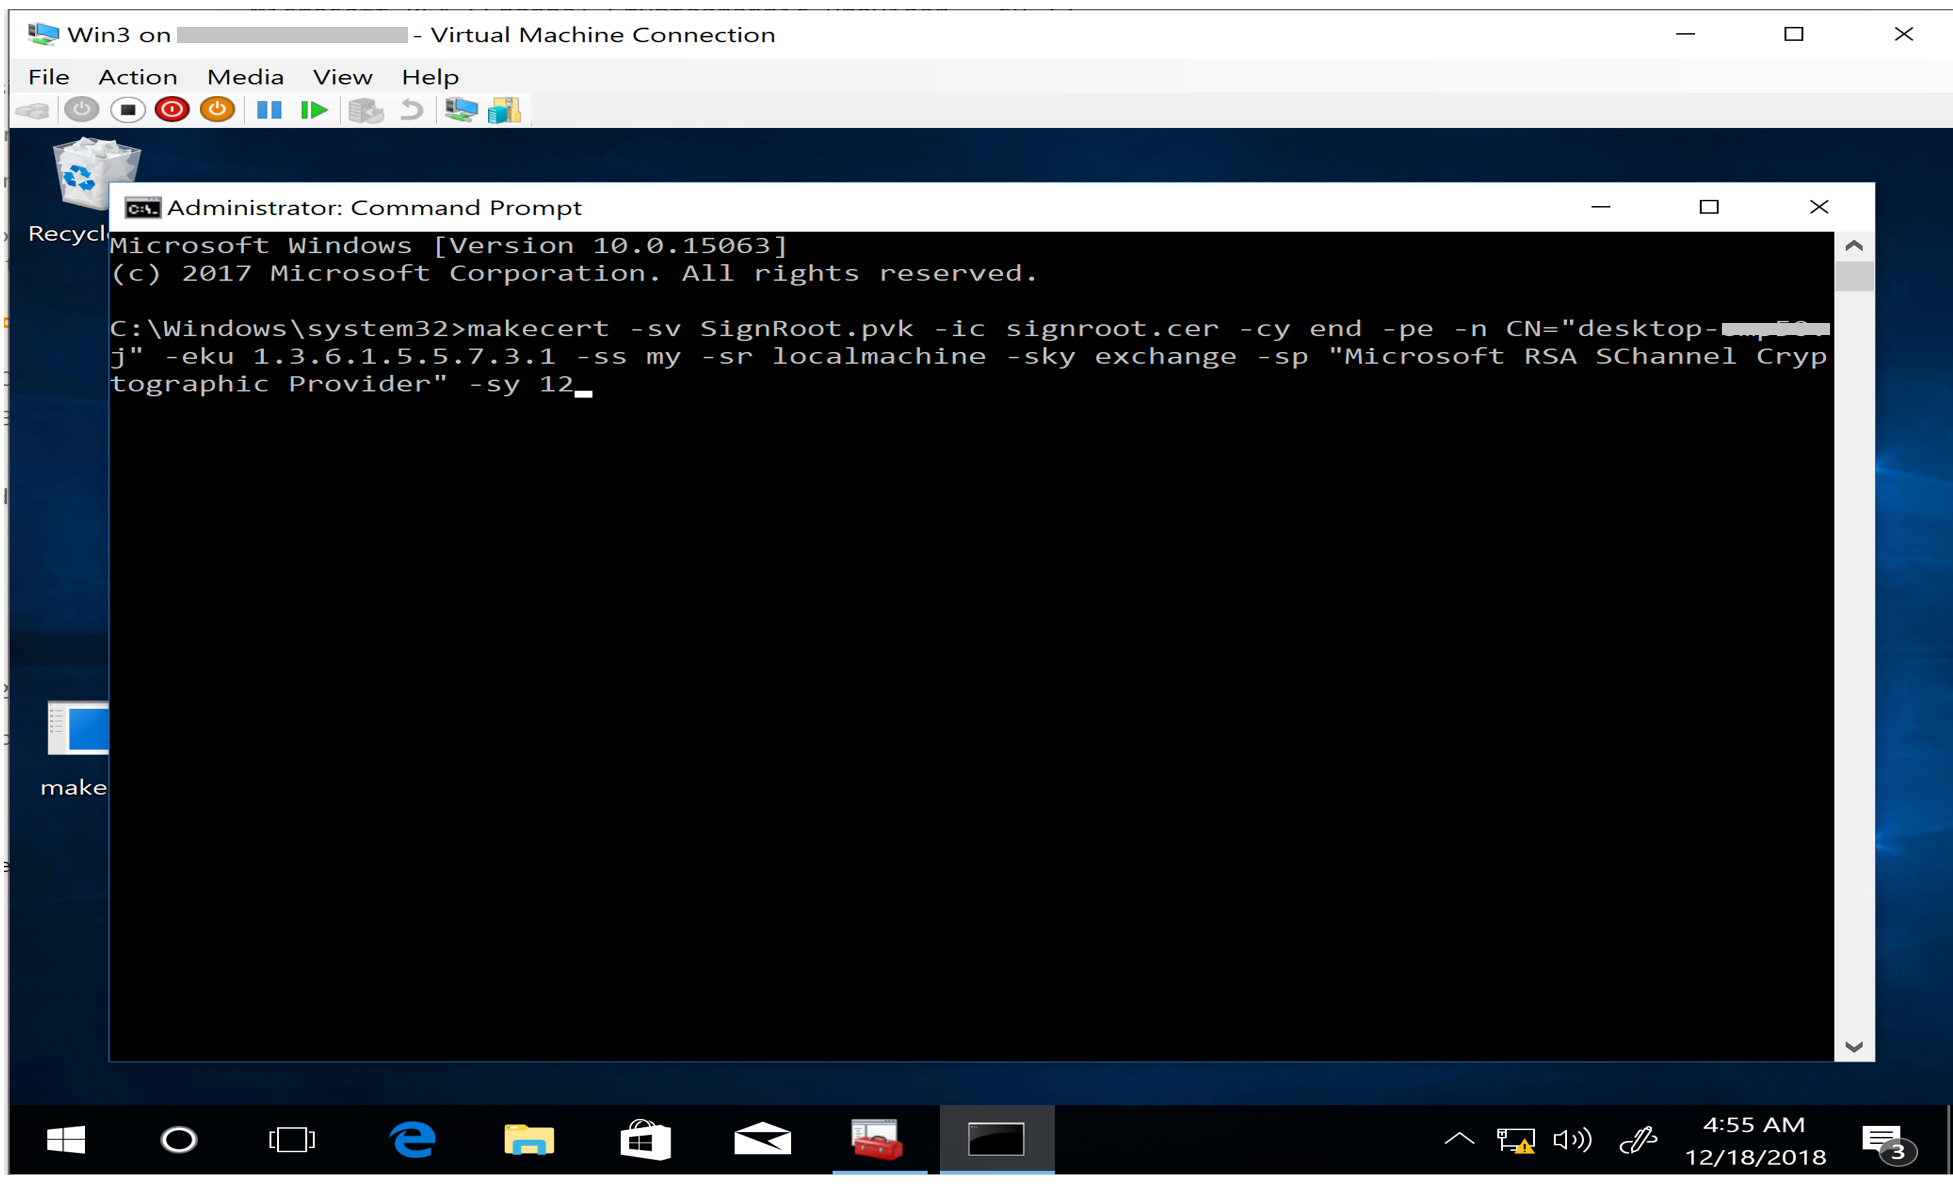 Win3 on - Virtual Machine Connection
File Action Media View Help
Recycl
Administrator: Command Prompt
Microsoft Windows [Version 10.0.15063]
(c) 2017 Microsoft Corporation. All rights reserved.
C:\Windows\system32>makecert -sv SignRoot.pvk -ic signroot.cer -cy end -pe -n CN="desktop-
j" -eku 1.3.6.1.5.5.7.3.1 -ss my -sr localmachine -sky exchange -sp "Microsoft RSA SChannel Cryp
tographic Provider" -sy 12
make
4:55 AM
12/18/2018
3